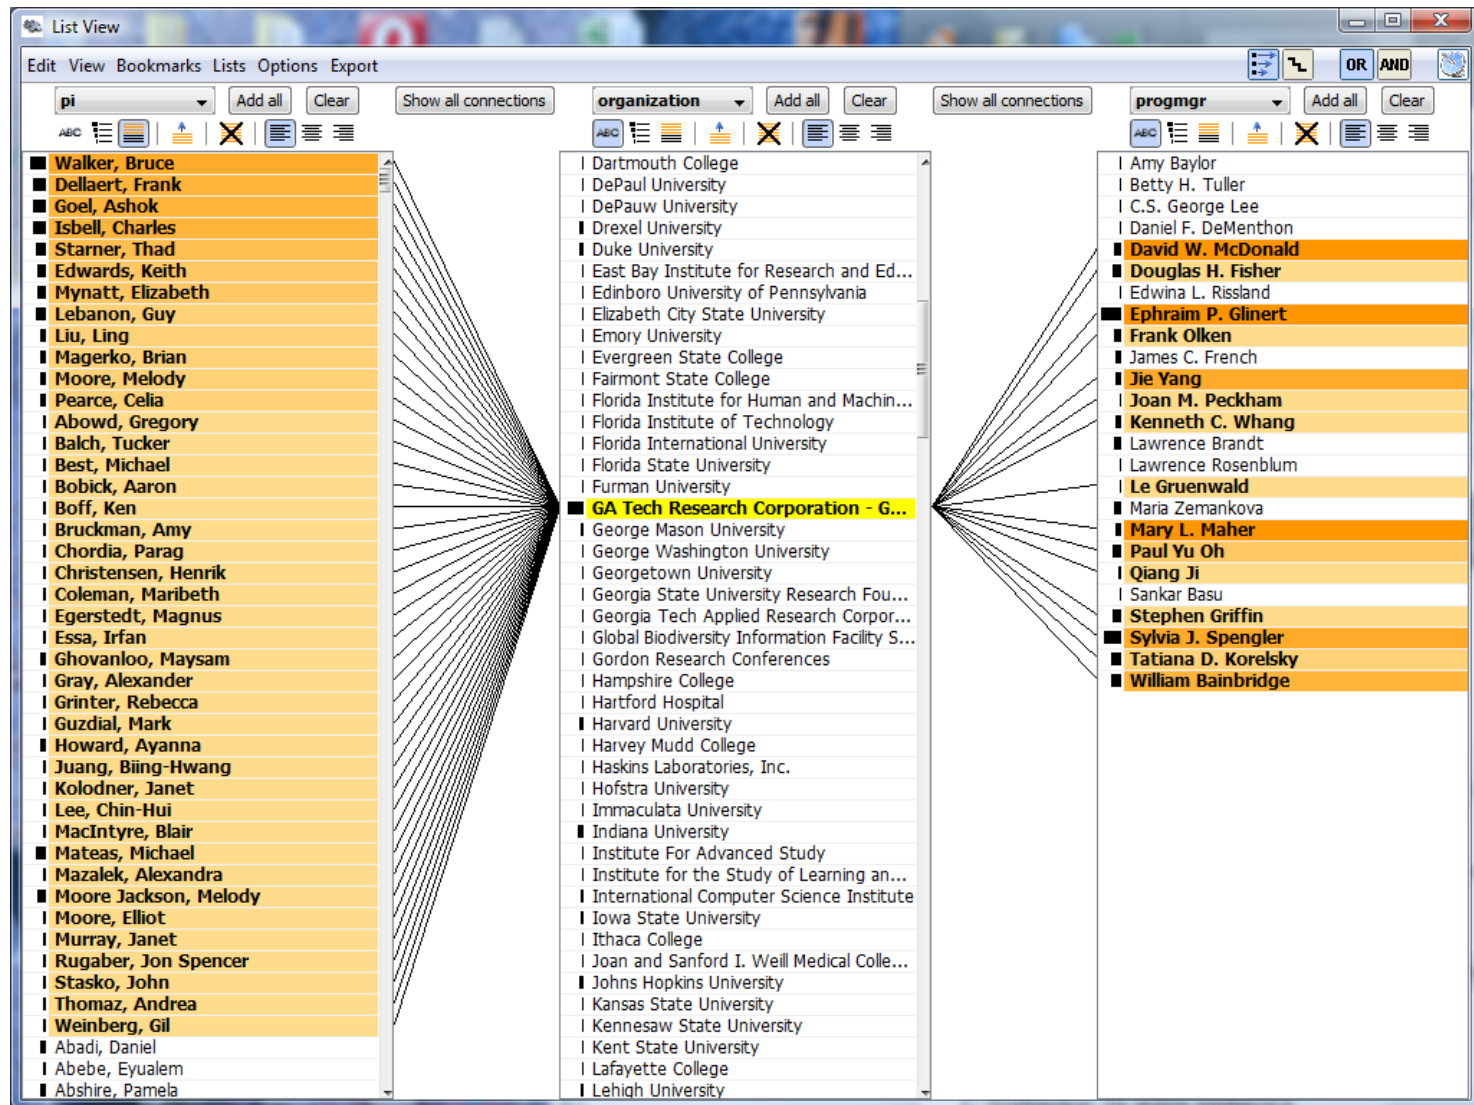 List View
Edit View Bookmarks Lists Options Export
OR AND
pi Add all Clear Show all connections organization Add all Clear Show all connections progmgr Add all Clear
ABC ABC ABC
Walker, Bruce
Dellaert, Frank
Goel, Ashok
Isbell, Charles
Starner, Thad
Edwards, Keith
Mynatt, Elizabeth
Lebanon, Guy
Liu, Ling
Magerko, Brian
Moore, Melody
Pearce, Celia
Abowd, Gregory
Balch, Tucker
Best, Michael
Bobick, Aaron
Boff, Ken
Bruckman, Amy
Chordia, Parag
Christensen, Henrik
Coleman, Maribeth
Egerstedt, Magnus
Essa, Irfan
Ghovanloo, Maysam
Gray, Alexander
Grinter, Rebecca
Guzdial, Mark
Howard, Ayanna
Juang, Biing-Hwang
Kolodner, Janet
Lee, Chin-Hui
MacIntyre, Blair
Mateas, Michael
Mazalek, Alexandra
Moore Jackson, Melody
Moore, Elliot
Murray, Janet
Rugaber, Jon Spencer
Stasko, John
Thomaz, Andrea
Weinberg, Gil
Abadi, Daniel
Abebe, Eyualem
Abshire, Pamela
Dartmouth College
DePaul University
DePauw University
Drexel University
Duke University
East Bay Institute for Research and Ed...
Edinboro University of Pennsylvania
Elizabeth City State University
Emory University
Evergreen State College
Fairmont State College
Florida Institute for Human and Machin...
Florida Institute of Technology
Florida International University
Florida State University
Furman University
GA Tech Research Corporation - G...
George Mason University
George Washington University
Georgetown University
Georgia State University Research Fou...
Georgia Tech Applied Research Corpor...
Global Biodiversity Information Facility S...
Gordon Research Conferences
Hampshire College
Hartford Hospital
Harvard University
Harvey Mudd College
Haskins Laboratories, Inc.
Hofstra University
Immaculata University
Indiana University
Institute For Advanced Study
Institute for the Study of Learning an...
International Computer Science Institute
Iowa State University
Ithaca College
Joan and Sanford I. Weill Medical Colle...
Johns Hopkins University
Kansas State University
Kennesaw State University
Kent State University
Lafayette College
Lehigh University
Amy Baylor
Betty H. Tuller
C.S. George Lee
Daniel F. DeMenthon
David W. McDonald
Douglas H. Fisher
Edwina L. Rissland
Ephraim P. Glinert
Frank Olken
James C. French
Jie Yang
Joan M. Peckham
Kenneth C. Whang
Lawrence Brandt
Lawrence Rosenblum
Le Gruenwald
Maria Zemankova
Mary L. Maher
Paul Yu Oh
Qiang Ji
Sankar Basu
Stephen Griffin
Sylvia J. Spengler
Tatiana D. Korelsky
William Bainbridge